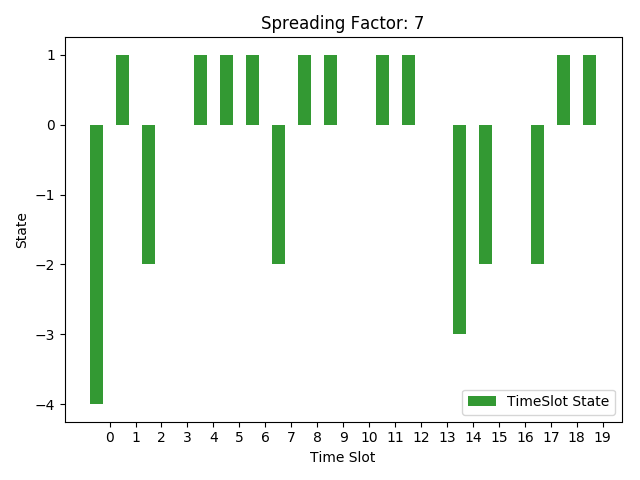 Spreading Factor: 7
1
0
−1
−2
−3
−4
State
0 1 2 3 4 5 6 7 8 9 10 11 12 13 14 15 16 17 18 19
Time Slot
TimeSlot State